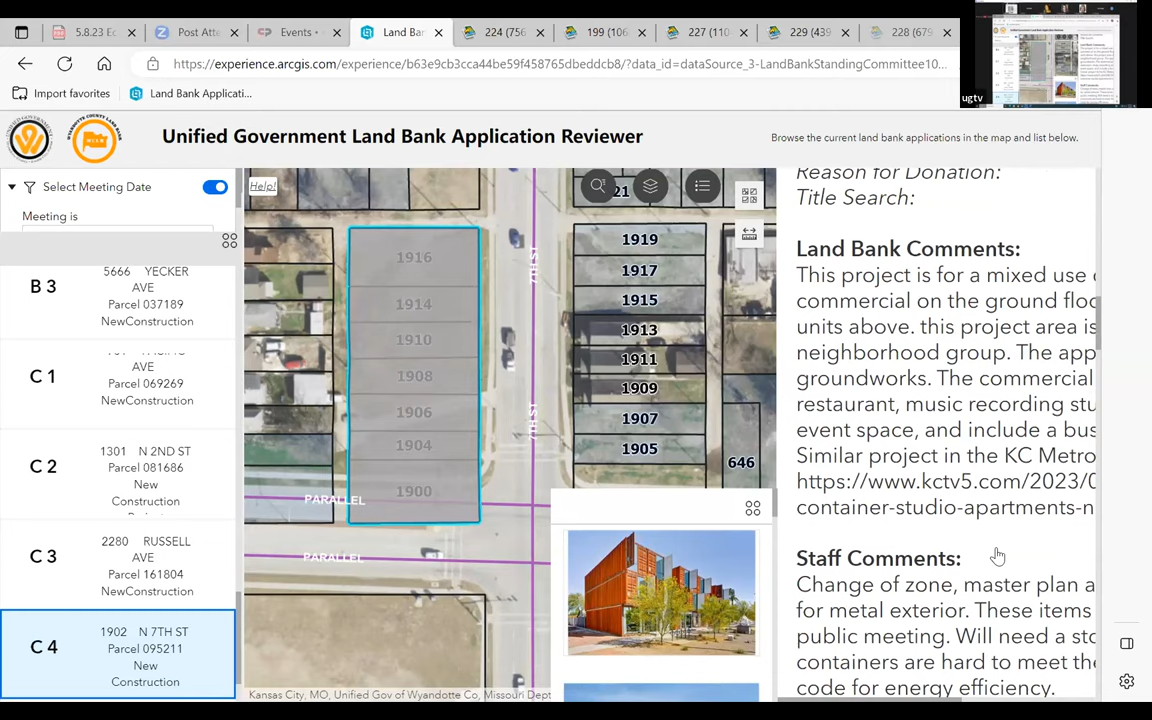 5.8.23 Ec
Post Atte
Events •
Land Ban
224 (756
199 (106
227 (110
229 (439
228 (679
https://experience.arcgis.com/experience/b63e9cb3cca44be59f458765dbeddcb8/?data_id=dataSource_3-LandBankStandingCommittee10...
Import favorites
Land Bank Applicati...
ugtv
Unified Government Land Bank Application Reviewer
Browse the current land bank applications in the map and list below.
Select Meeting Date
Meeting is
B 3
5666 YECKER
AVE
Parcel 037189
NewConstruction
C 1
Parcel 069269
NewConstruction
C 2
1301 N 2ND ST
Parcel 081686
New
Construction
C 3
2280 RUSSELL
AVE
Parcel 161804
NewConstruction
C 4
1902 N 7TH ST
Parcel 095211
New
Construction
Help!
1916
1914
1910
1908
1906
1904
1900
7TH ST
7TH ST
PARALLEL
PARALLEL
21
1919
1917
1915
1913
1911
1909
1907
1905
646
Kansas City, MO, Unified Gov of Wyandotte Co, Missouri Dept
Reason for Donation:
Title Search:
Land Bank Comments:
This project is for a mixed use
commercial on the ground floo
units above. this project area is
neighborhood group. The app
groundworks. The commercial
restaurant, music recording stu
event space, and include a bus
Similar project in the KC Metro
https://www.kctv5.com/2023/0
container-studio-apartments-n
Staff Comments:
Change of zone, master plan a
for metal exterior. These items
public meeting. Will need a sto
containers are hard to meet the
code for energy efficiency.